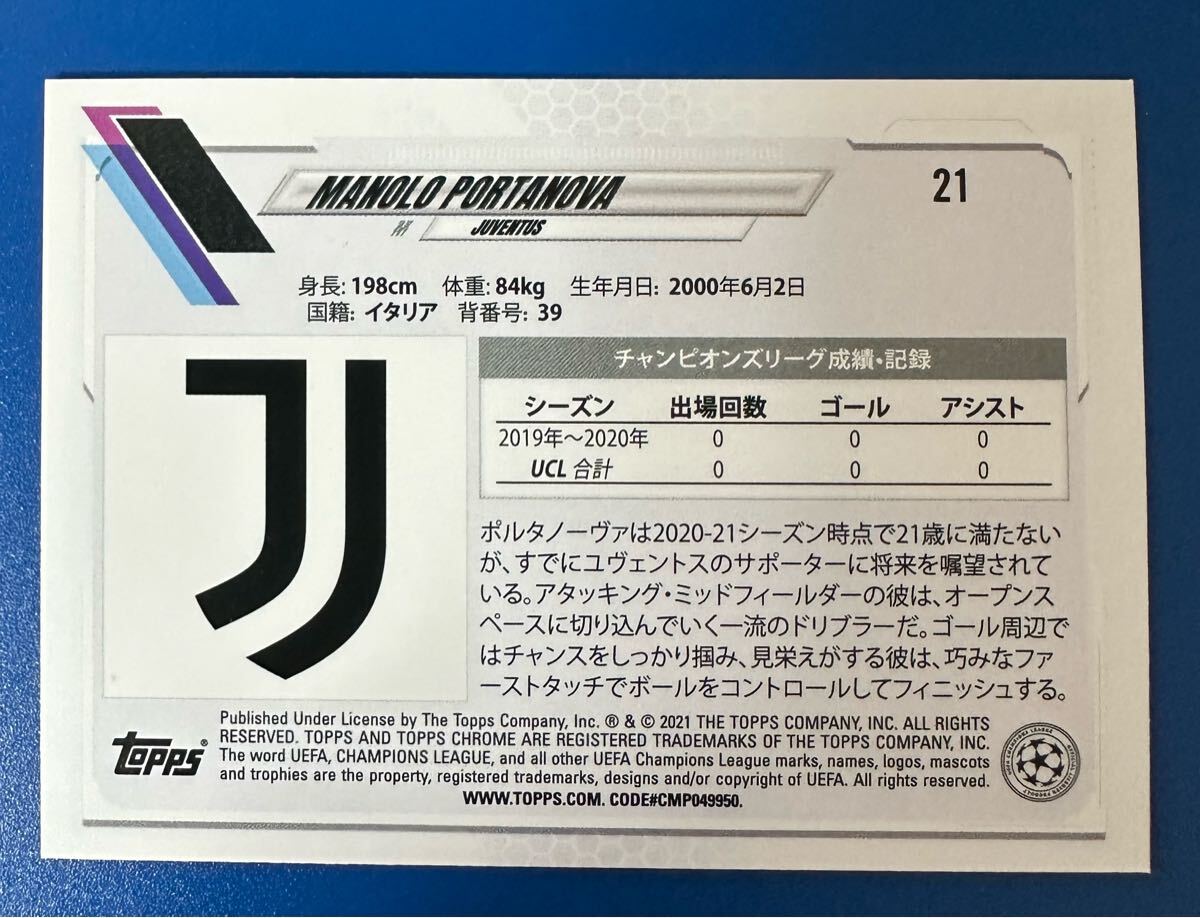 MANOLO PORTANOVA
21
JUVENTUS
身長: 198cm 体重: 84kg 生年月日: 2000年6月2日
国籍: イタリア 背番号: 39
チャンピオンズリーグ成績・記録
シーズン 出場回数 ゴール アシスト
2019年～2020年 0 0 0
UCL 合計 0 0 0
ポルタノーヴァは2020-21シーズン時点で21歳に満たない
が、すでにユヴェントスのサポーターに将来を嘱望されて
いる。アタッキング・ミッドフィールダーの彼は、オープンス
ペースに切り込んでいく一流のドリブラーだ。ゴール周辺で
はチャンスをしっかり掴み、見栄えがする彼は、巧みなファ
ーストタッチでボールをコントロールしてフィニッシュする。
topps®
Published Under License by The Topps Company, Inc. ® & © 2021 THE TOPPS COMPANY, INC. ALL RIGHTS
RESERVED. TOPPS AND TOPPS CHROME ARE REGISTERED TRADEMARKS OF THE TOPPS COMPANY, INC.
The word UEFA, CHAMPIONS LEAGUE, and all other UEFA Champions League marks, names, logos, mascots
and trophies are the property, registered trademarks, designs and/or copyright of UEFA. All rights reserved.
WWW.TOPPS.COM. CODE#CMP049950.